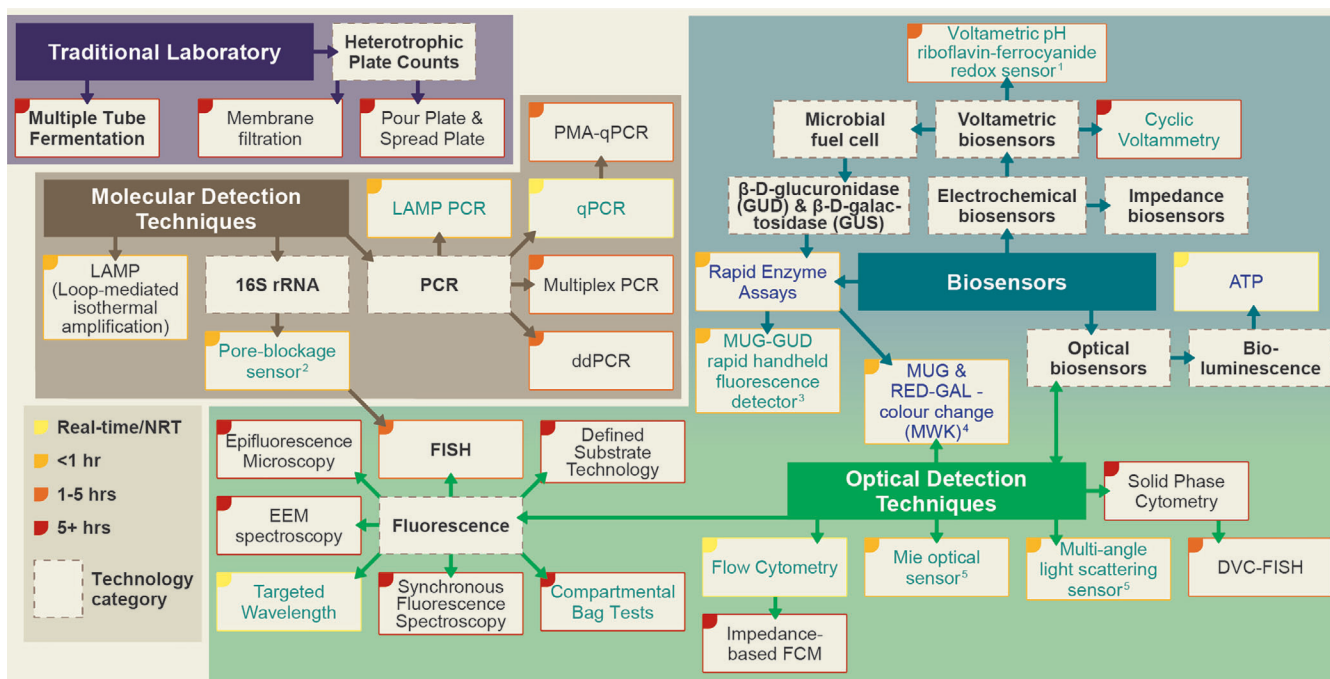 Traditional Laboratory
Heterotrophic
Plate Counts
Multiple Tube
Fermentation
Membrane
filtration
Pour Plate &
Spread Plate
Molecular Detection
Techniques
PMA-qPCR
LAMP PCR
qPCR
LAMP
(Loop-mediated
isothermal
amplification)
16S rRNA
PCR
Multiplex PCR
Pore-blockage
sensor2
ddPCR
Voltametric pH
riboflavin-ferrocyanide
redox sensor1
Microbial
fuel cell
Voltametric
biosensors
Cyclic
Voltammetry
β-D-glucuronidase
(GUD) & β-D-galac-
tosidase (GUS)
Electrochemical
biosensors
Impedance
biosensors
Rapid Enzyme
Assays
Biosensors
ATP
MUG-GUD
rapid handheld
fluorescence
detector3
MUG &
RED-GAL -
colour change
(MWK)4
Optical
biosensors
Bio-
luminescence
Real-time/NRT
<1 hr
1-5 hrs
5+ hrs
Technology
category
Epifluorescence
Microscopy
FISH
Defined
Substrate
Technology
EEM
spectroscopy
Fluorescence
Targeted
Wavelength
Synchronous
Fluorescence
Spectroscopy
Compartmental
Bag Tests
Optical Detection
Techniques
Solid Phase
Cytometry
Flow Cytometry
Mie optical
sensor5
Multi-angle
light scattering
sensor5
DVC-FISH
Impedance-
based FCM